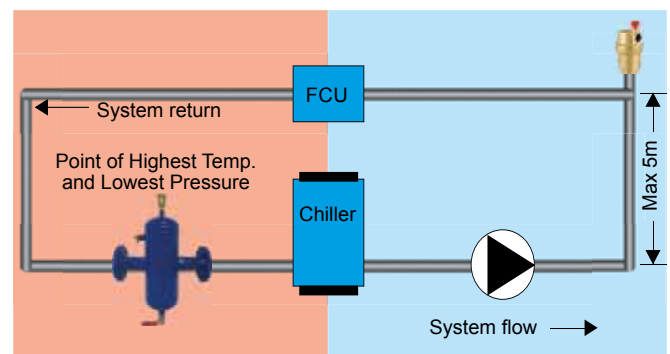 FCU
System return
Point of Highest Temp.
and Lowest Pressure
Chiller
Max 5m
System flow